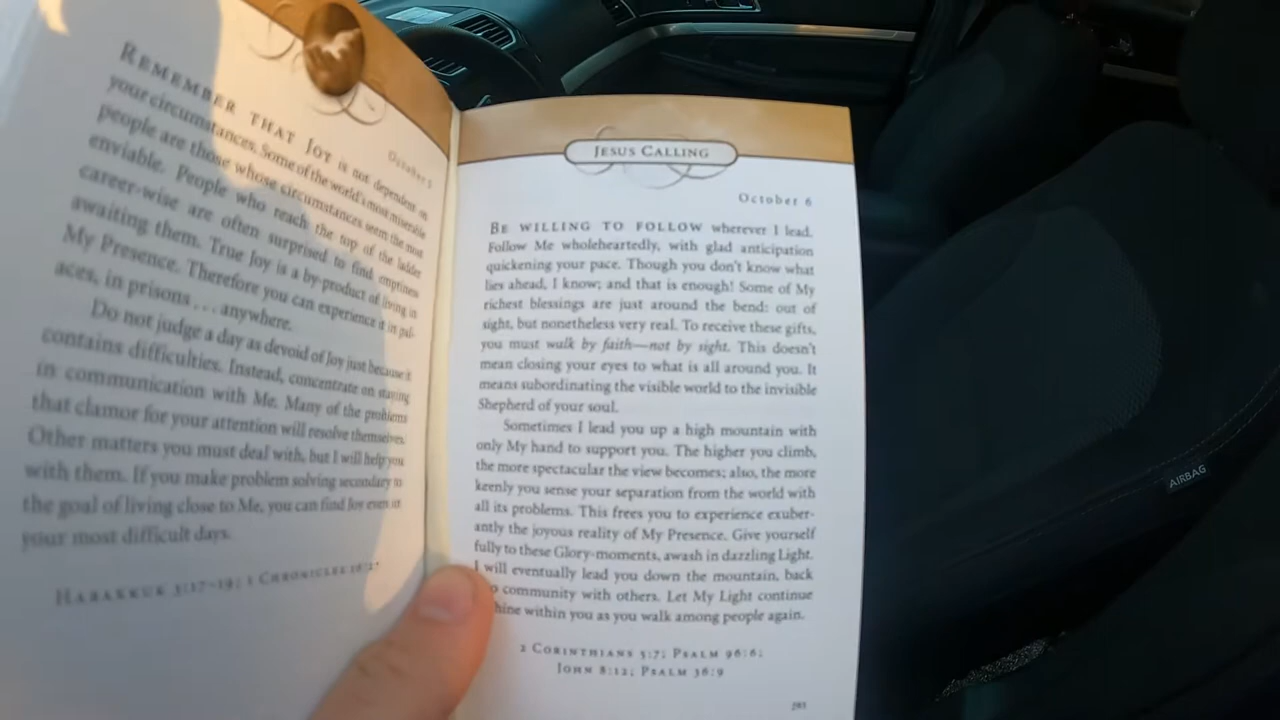 October 5
REMEMBER THAT JOY is not dependent on
your circumstances. Some of the world's most miserable
people are those whose circumstances seem the most
enviable. People who reach the top of the ladder
career-wise are often surprised to find emptiness
awaiting them. True Joy is a by-product of living in
My Presence. Therefore you can experience it in pal-
aces, in prisons . . . anywhere.
Do not judge a day as devoid of Joy just because it
contains difficulties. Instead, concentrate on staying
in communication with Me. Many of the problems
that clamor for your attention will resolve themselves.
Other matters you must deal with, but I will help you
with them. If you make problem solving secondary to
the goal of living close to Me, you can find Joy even in
your most difficult days.
HABAKKUK 3:17–19; 1 CHRONICLES 16:27
JESUS CALLING
October 6
BE WILLING TO FOLLOW wherever I lead.
Follow Me wholeheartedly, with glad anticipation
quickening your pace. Though you don't know what
lies ahead, I know; and that is enough! Some of My
richest blessings are just around the bend: out of
sight, but nonetheless very real. To receive these gifts,
you must walk by faith—not by sight. This doesn't
mean closing your eyes to what is all around you. It
means subordinating the visible world to the invisible
Shepherd of your soul.
Sometimes I lead you up a high mountain with
only My hand to support you. The higher you climb,
the more spectacular the view becomes; also, the more
keenly you sense your separation from the world with
all its problems. This frees you to experience exuber-
antly the joyous reality of My Presence. Give yourself
fully to these Glory-moments, awash in dazzling Light.
I will eventually lead you down the mountain, back
community with others. Let My Light continue
hine within you as you walk among people again.
2 CORINTHIANS 5:7; PSALM 96:6;
JOHN 8:12; PSALM 36:9
AIRBAG